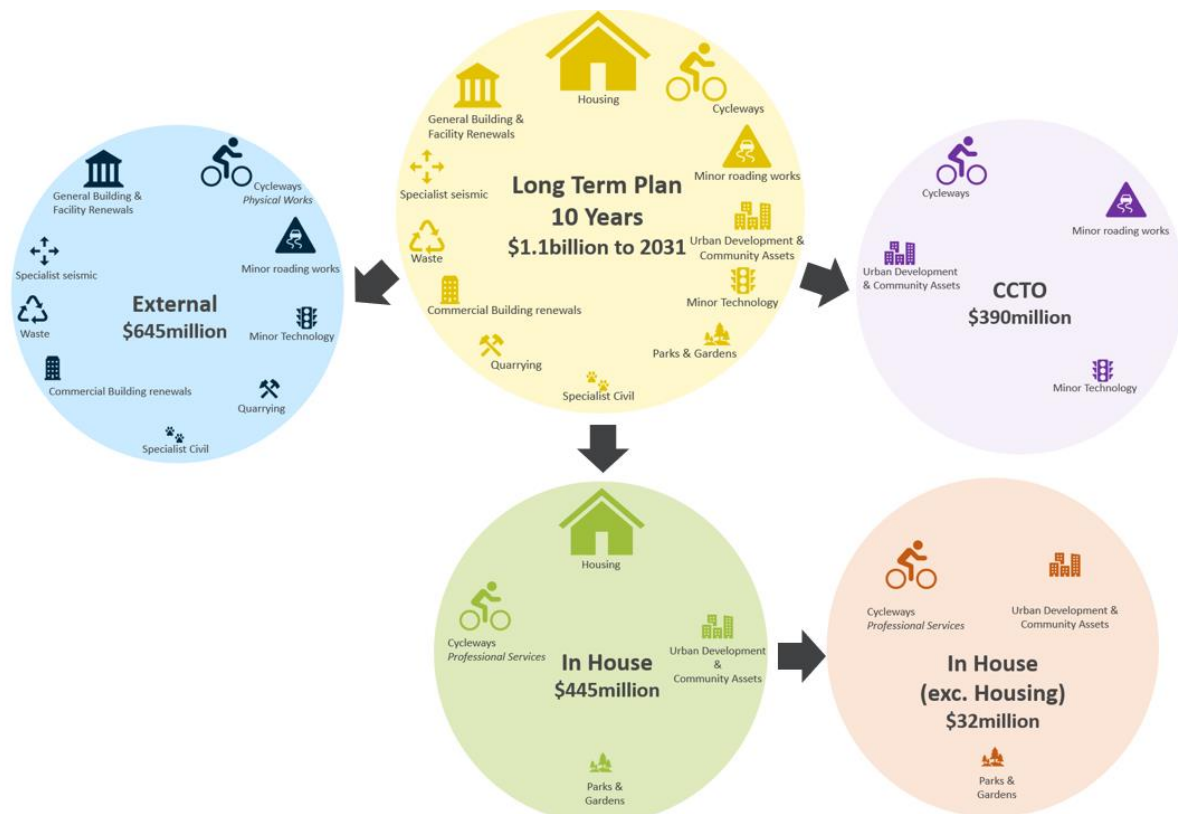 Housing
Cycleways
General Building &
Facility Renewals
Minor roading works
Specialist seismic
Long Term Plan
10 Years
$1.1billion to 2031
Urban Development &
Community Assets
Waste
Minor Technology
Commercial Building renewals
Parks & Gardens
Quarrying
Specialist Civil
General Building &
Facility Renewals
Cycleways
Physical Works
Specialist seismic
Minor roading works
External
$645million
Waste
Minor Technology
Commercial Building renewals
Quarrying
Specialist Civil
Cycleways
Minor roading works
Urban Development
& Community Assets
CCTO
$390million
Minor Technology
Housing
Cycleways
Professional Services
Urban Development
&
Community Assets
In House
$445million
Parks &
Gardens
Cycleways
Professional Services
Urban Development &
Community Assets
In House
(exc. Housing)
$32million
Parks &
Gardens